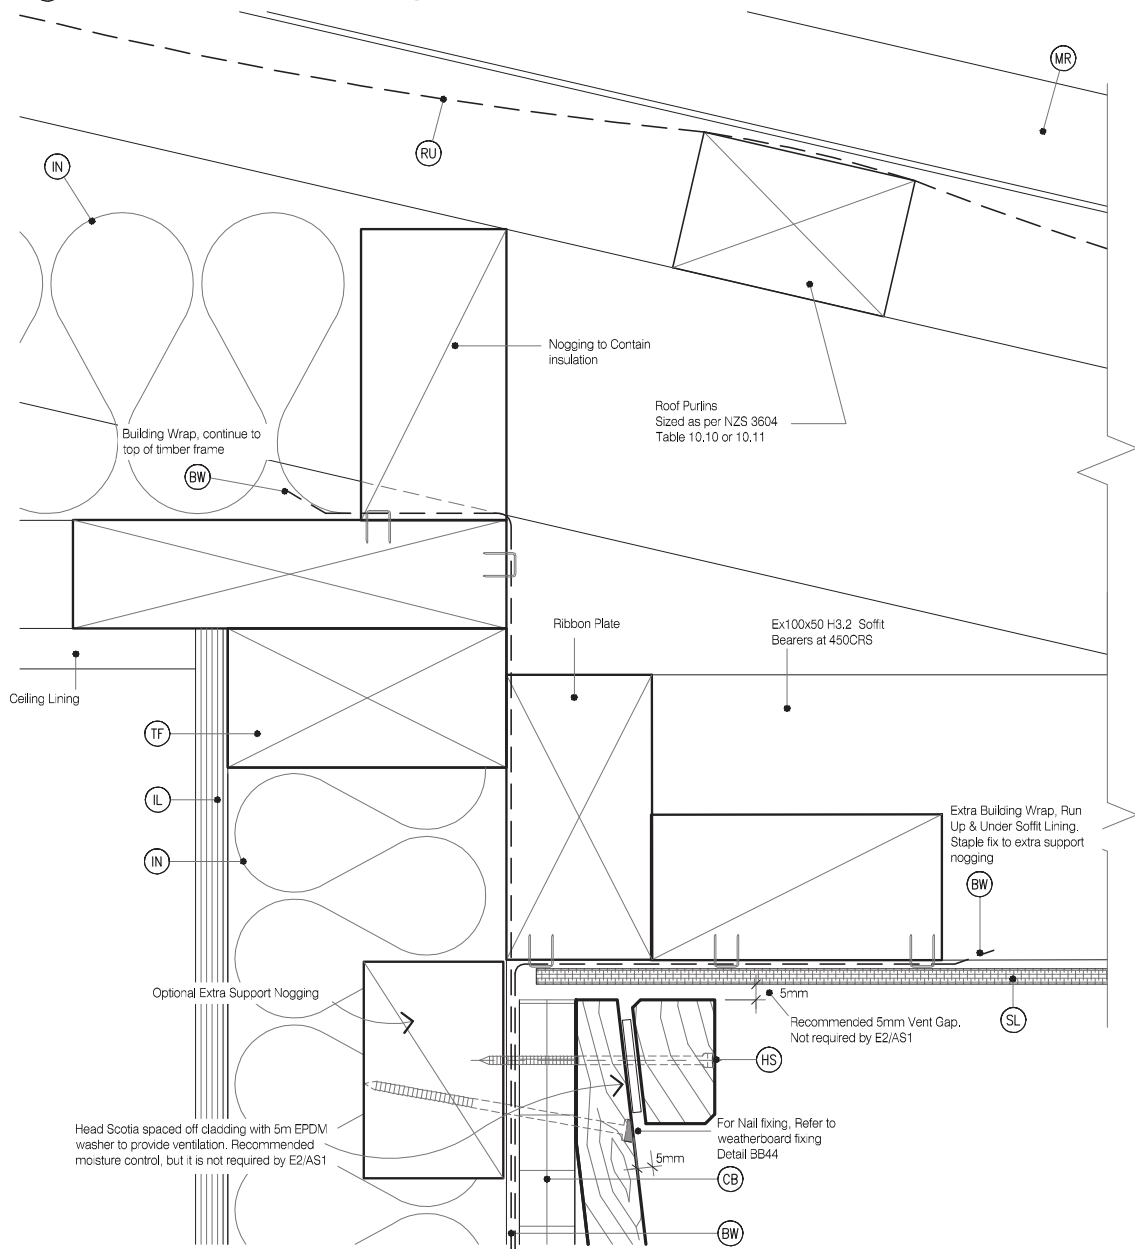 MR
RU
IN
Nogging to Contain
insulation
Roof Purlins
Sized as per NZS 3604
Table 10.10 or 10.11
Building Wrap, continue to
top of timber frame
BW
Ribbon Plate
Ex100x50 H3.2 Soffit
Bearers at 450CRS
Ceiling Lining
TF
IL
IN
Extra Building Wrap, Run
Up & Under Soffit Lining.
Staple fix to extra support
nogging
BW
Optional Extra Support Nogging
5mm
Recommended 5mm Vent Gap.
Not required by E2/AS1
SL
HS
Head Scotia spaced off cladding with 5m EPDM
washer to provide ventilation. Recommended
moisture control, but it is not required by E2/AS1
For Nail fixing, Refer to
weatherboard fixing
Detail BB44
5mm
CB
BW